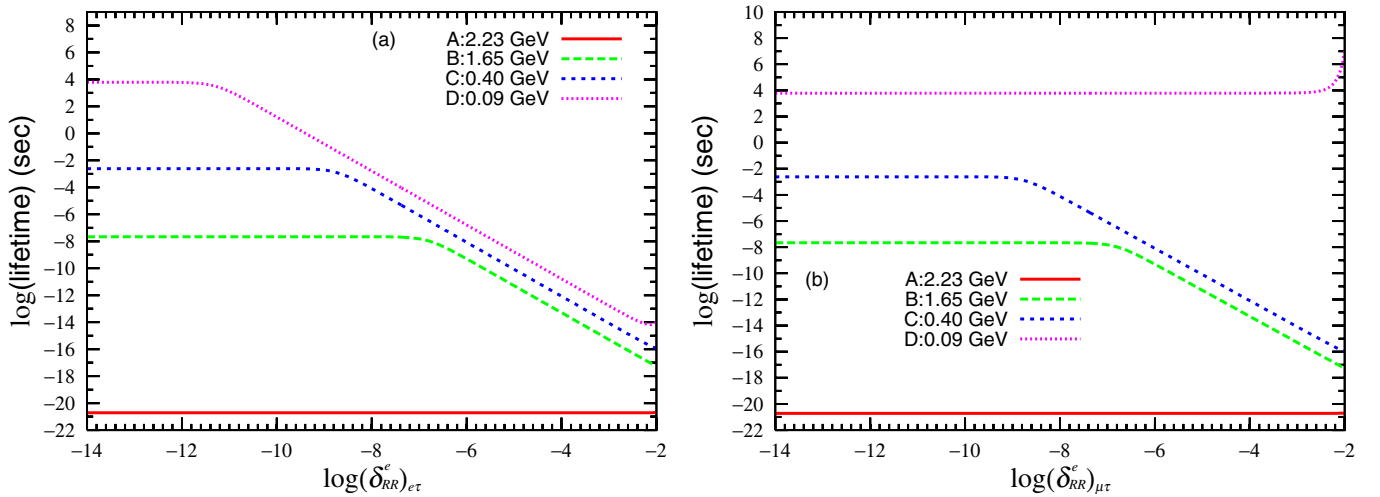 (a)
A:2.23 GeV
B:1.65 GeV
C:0.40 GeV
D:0.09 GeV
log(lifetime) (sec)
8
6
4
2
0
−2
−4
−6
−8
−10
−12
−14
−16
−18
−20
−22
−14 −12 −10 −8 −6 −4 −2
log(δ^e_RR)_eτ
log(lifetime) (sec)
10
8
6
4
2
0
−2
−4
−6
−8
−10
−12
−14
−16
−18
−20
−22
(b)
A:2.23 GeV
B:1.65 GeV
C:0.40 GeV
D:0.09 GeV
−14 −12 −10 −8 −6 −4 −2
log(δ^e_RR)_μτ